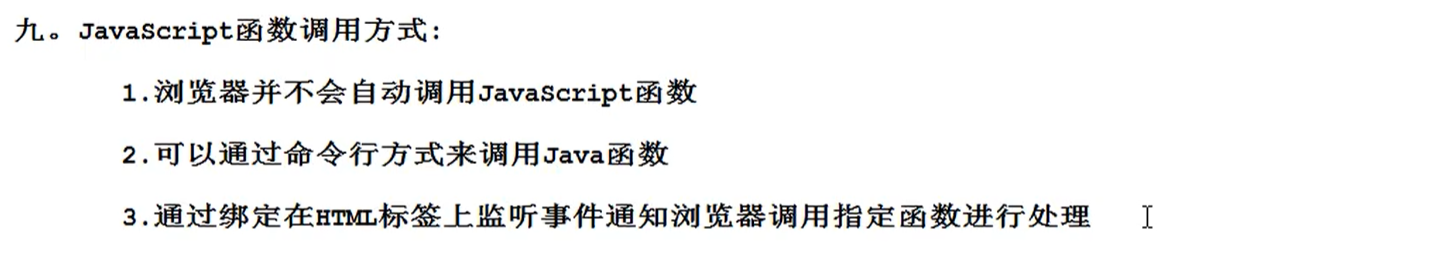 九。JavaScript函数调用方式:
1.浏览器并不会自动调用JavaScript函数
2.可以通过命令行方式来调用Java函数
3.通过绑定在HTML标签上监听事件通知浏览器调用指定函数进行处理